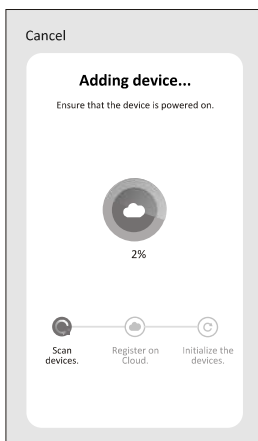 Cancel
Adding device...
Ensure that the device is powered on.
2%
Scan
devices.
Register on
Cloud.
Initialize the
devices.